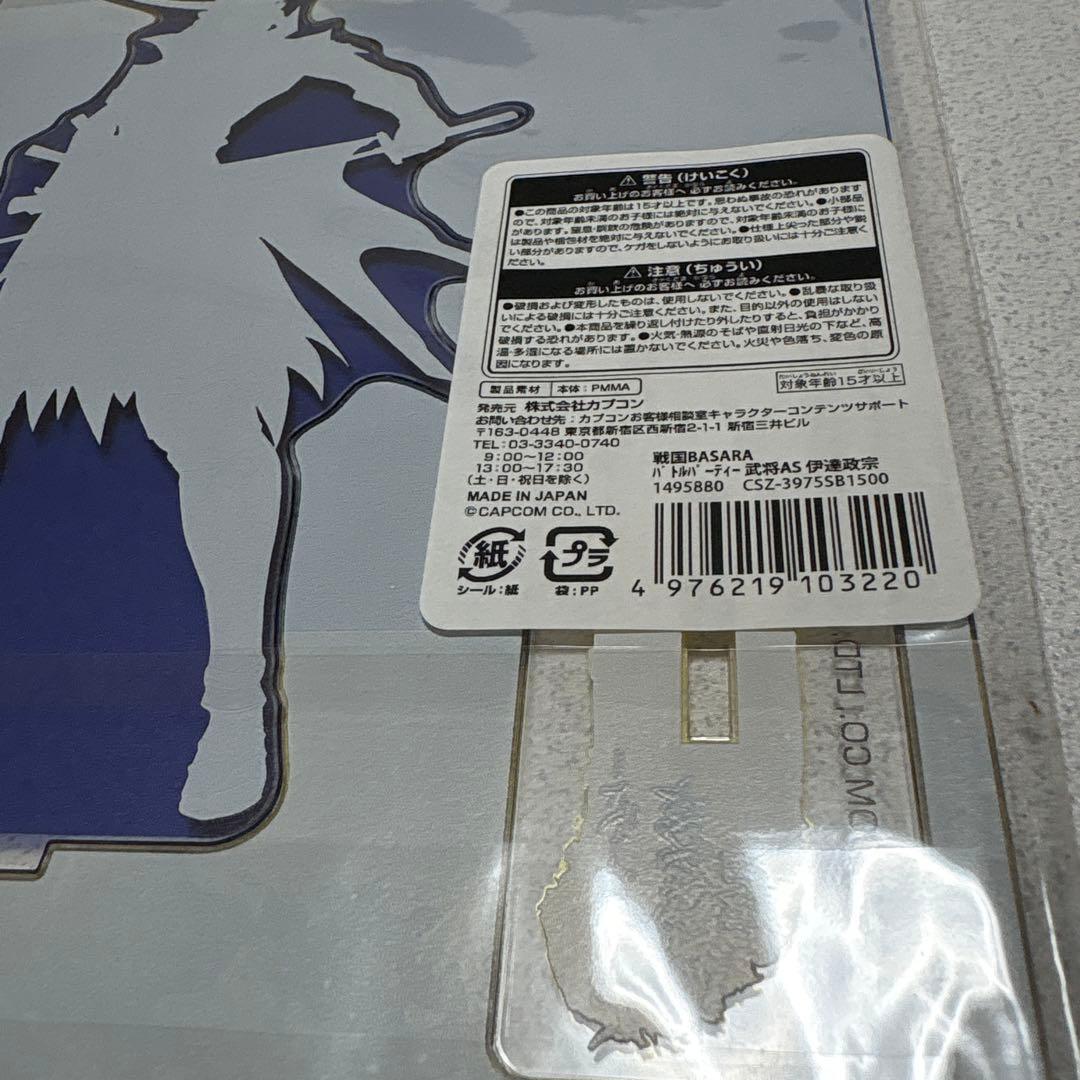 ⚠ 警告(けいこく)
お買い上げのお客様へ 必ずお読みください。
●この商品の対象年齢は15才以上です。思わぬ事故の恐れがあります
ので、対象年齢未満のお子様には絶対に与えないでください。●小部品
があります。窒息・誤飲の危険がありますので、対象年齢未満のお子様に
は製品や梱包材を絶対に与えないでください。●仕様上尖った部分や鋭
い部分がありますので、ケガをしないようにお取り扱いには十分ご注意く
ださい。
⚠ 注意(ちゅうい)
お買い上げのお客様へ 必ずお読みください。
●破損および変形したものは、使用しないでください。●乱暴な取り扱
いによる破損には十分ご注意ください。また、目的以外の使用はしない
でください。●本商品を繰り返し付けたり外したりすると、負担がかかり
破損する恐れがあります。●火気・熱源のそばや直射日光の下など、高
温・多湿になる場所には置かないでください。火災や色落ち、変色の原
因になります。
製品素材 本体:PMMA
対象年齢15才以上
発売元 株式会社カプコン
お問い合わせ先:カプコンお客様相談室キャラクターコンテンツサポート
〒163-0448 東京都新宿区西新宿2-1-1 新宿三井ビル
TEL:03-3340-0740
9:00~12:00
13:00~17:30
(土・日・祝日を除く)
MADE IN JAPAN
©CAPCOM CO., LTD.
戦国BASARA
バトルパーティー 武将AS 伊達政宗
1495880 CSZ-3975SB1500
紙
シール:紙
プラ
袋:PP
4 976219 103220